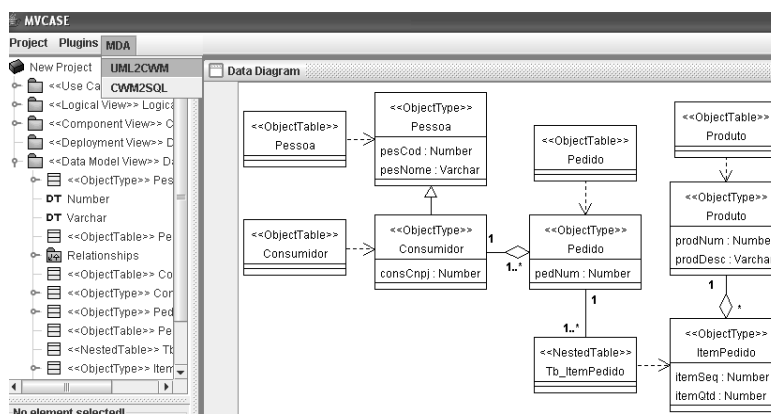 MVCASE
Project Plugins MDA
New Project
UML2CWM
CWM2SQL
<<Use Ca
<<Logical View>> Logica
<<Component View>> C
<<Deployment View>> D
<<Data Model View>> Da
<<ObjectType>> Pes
DT Number
DT Varchar
<<ObjectTable>> Pe
Relationships
<<ObjectTable>> Co
<<ObjectType>> Cor
<<ObjectType>> Ped
<<ObjectTable>> Pe
<<NestedTable>> Tb
<<ObjectType>> Item
No element selected!
Data Diagram
<<ObjectTable>>
Pessoa
<<ObjectType>>
Pessoa
pesCod : Number
pesNome : Varchar
<<ObjectTable>>
Pedido
<<ObjectTable>>
Produto
<<ObjectTable>>
Consumidor
<<ObjectType>>
Consumidor
consCnpj : Number
1
1..*
<<ObjectType>>
Pedido
pedNum : Number
<<ObjectType>>
Produto
prodNum : Numbe
prodDesc : Varcha
1
1..*
1
*
<<NestedTable>>
Tb_ItemPedido
<<ObjectType>>
ItemPedido
itemSeq : Number
itemQtd : Number